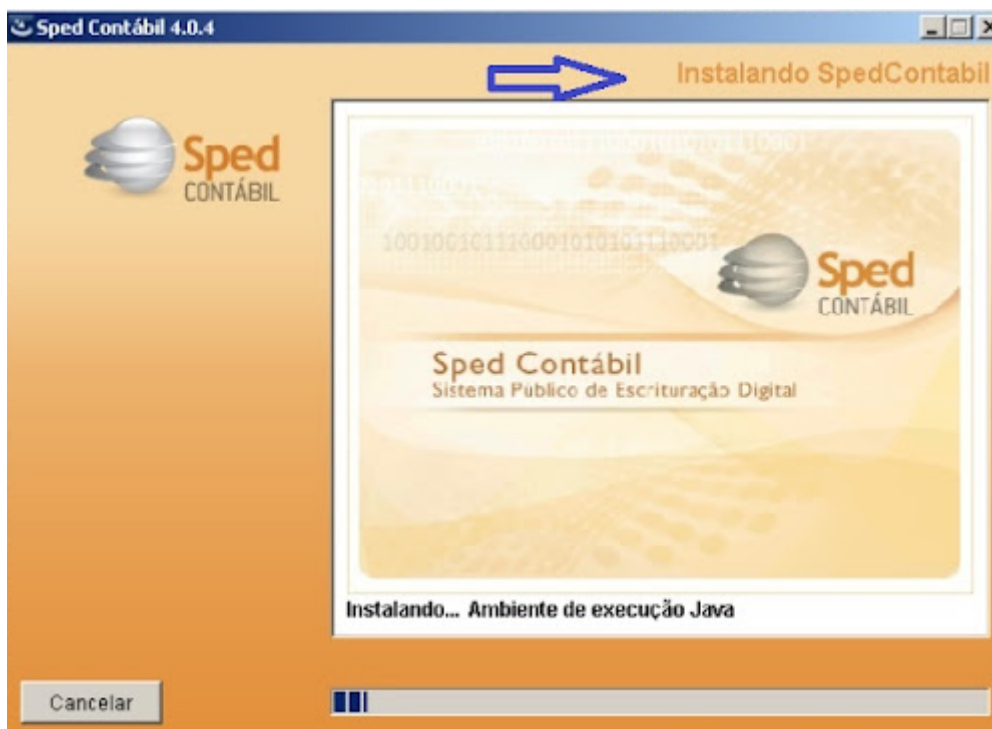 Sped Contábil 4.0.4
Instalando SpedContabil
Sped
CONTÁBIL
Sped
CONTÁBIL
Sped Contábil
Sistema Público de Escrituração Digital
Instalando... Ambiente de execução Java
Cancelar